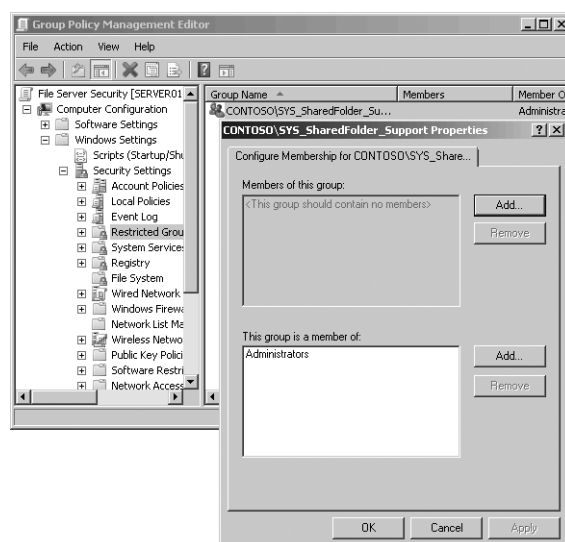 Group Policy Management Editor
File Action View Help
File Server Security [SERVER01
Computer Configuration
Software Settings
Windows Settings
Scripts (Startup/Shu
Security Settings
Account Policies
Local Policies
Event Log
Restricted Grou
System Services
Registry
File System
Wired Network
Windows Firewa
Network List Ma
Wireless Netwo
Public Key Polici
Software Restri
Network Access
Group Name Members Member O
CONTOSO\SYS_SharedFolder_Su... Administra
CONTOSO\SYS_SharedFolder_Support Properties
Configure Membership for CONTOSO\SYS_Share...
Members of this group:
<This group should contain no members>
Add...
Remove
This group is a member of:
Administrators
Add...
Remove
OK Cancel Apply